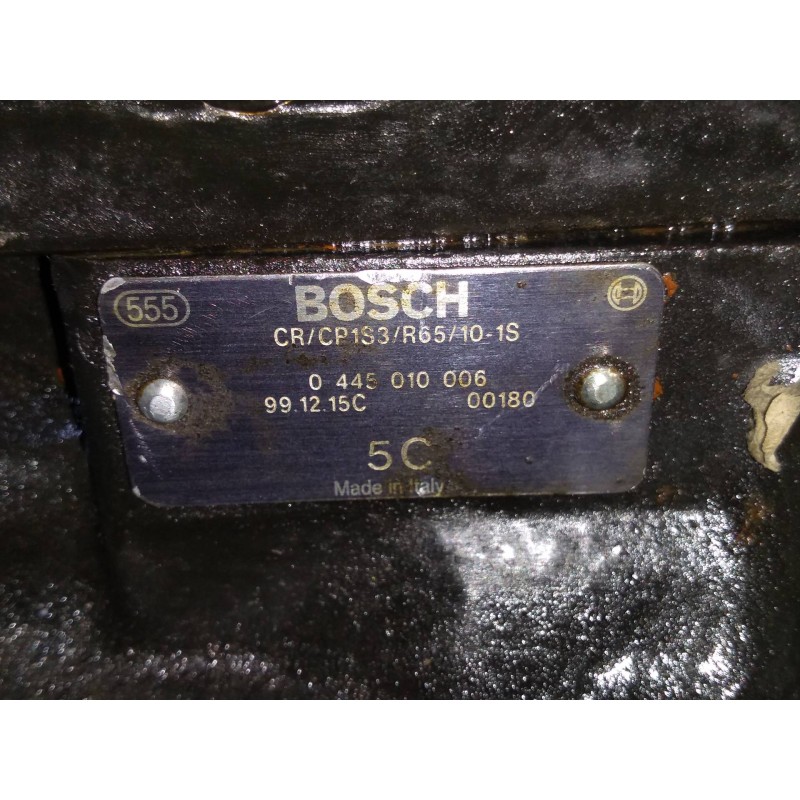 555 BOSCH
CR/CP1S3/R65/10-1S
0 445 010 006
99.12.15C 00180
5C
Made in Italy